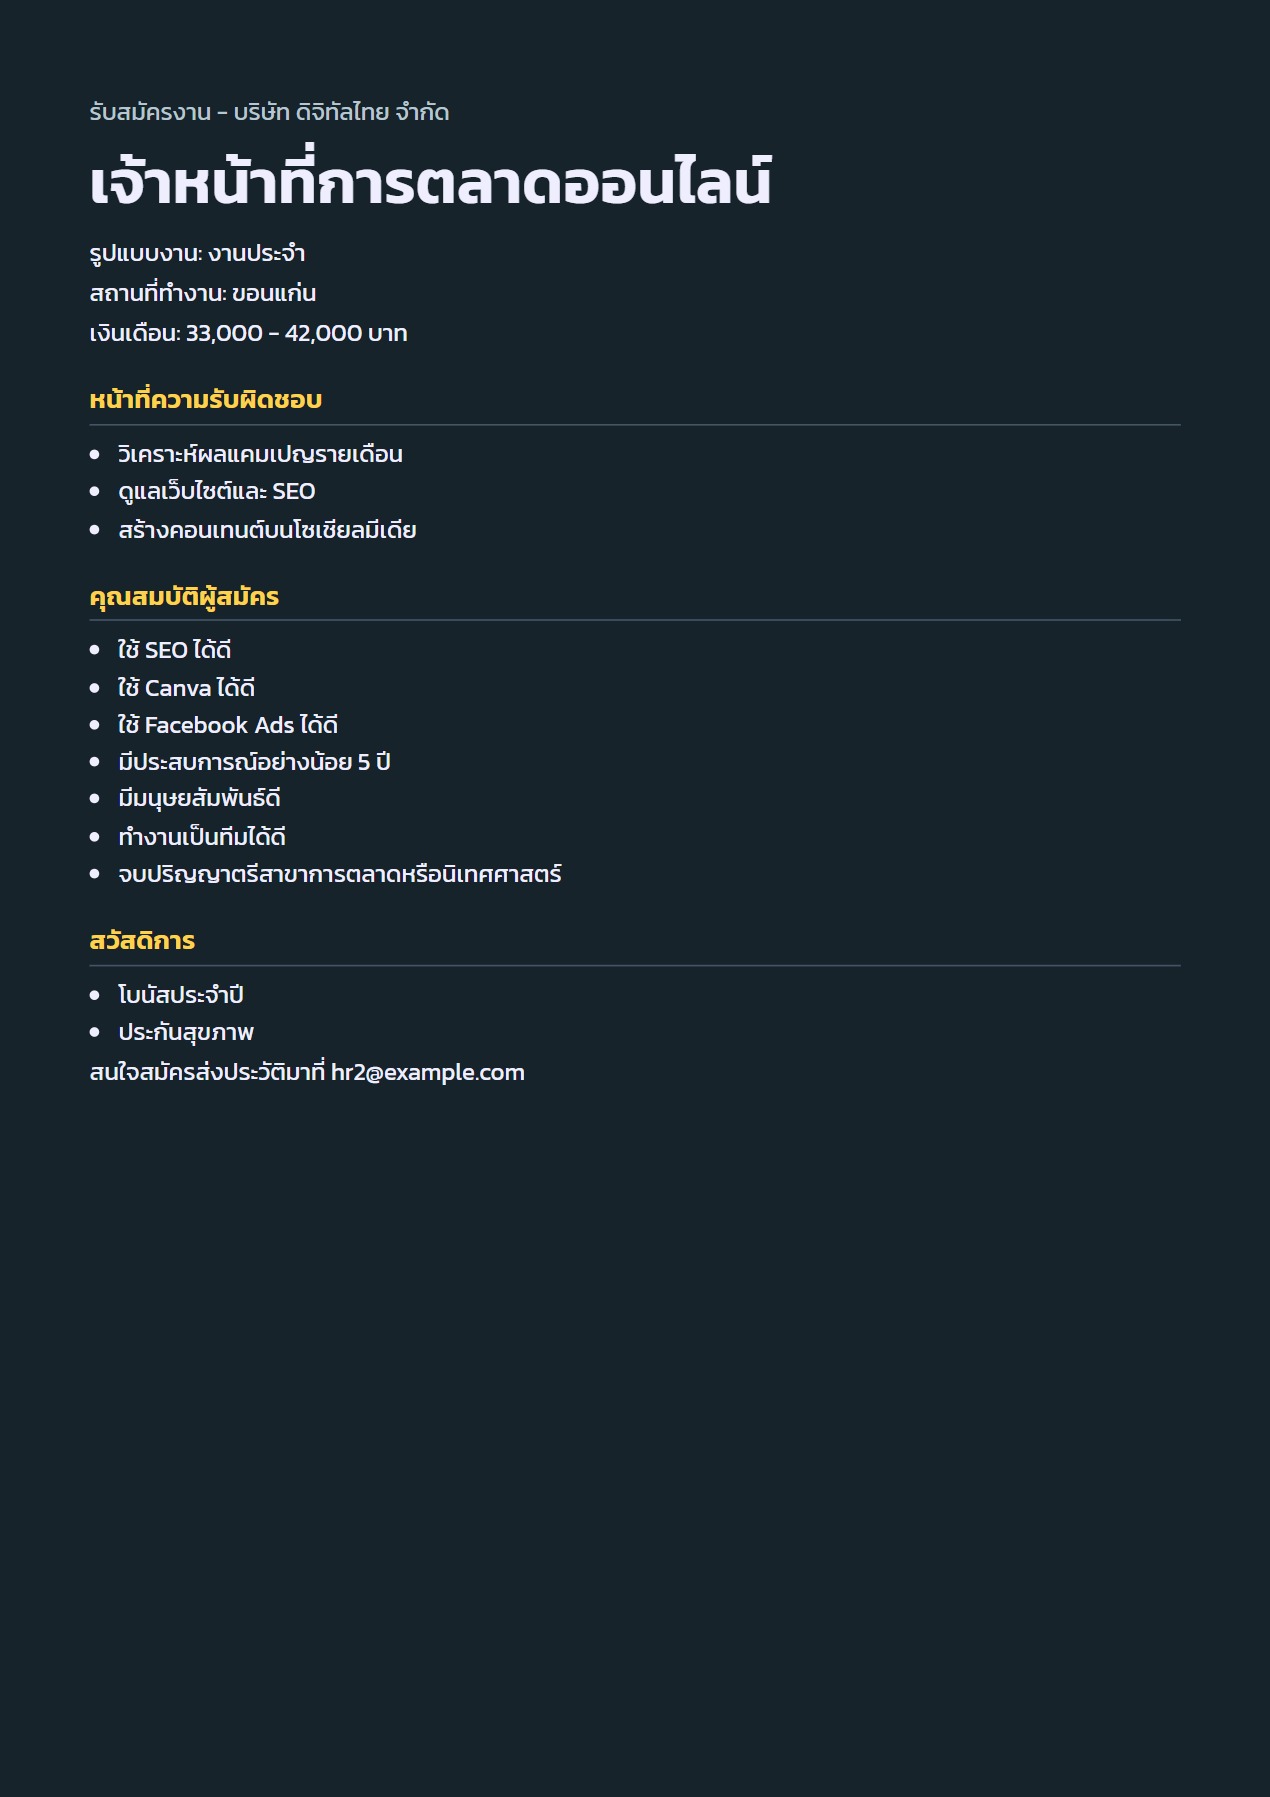 รับสมัครงาน - บริษัท ดิจิทัลไทย จำกัด
เจ้าหน้าที่การตลาดออนไลน์
รูปแบบงาน: งานประจำ
สถานที่ทำงาน: ขอนแก่น
เงินเดือน: 33,000 - 42,000 บาท
หน้าที่ความรับผิดชอบ
• วิเคราะห์ผลแคมเปญรายเดือน
• ดูแลเว็บไซต์และ SEO
• สร้างคอนเทนต์บนโซเชียลมีเดีย
คุณสมบัติผู้สมัคร
• ใช้ SEO ได้ดี
• ใช้ Canva ได้ดี
• ใช้ Facebook Ads ได้ดี
• มีประสบการณ์อย่างน้อย 5 ปี
• มีมนุษยสัมพันธ์ดี
• ทำงานเป็นทีมได้ดี
• จบปริญญาตรีสาขาการตลาดหรือนิเทศศาสตร์
สวัสดิการ
• โบนัสประจำปี
• ประกันสุขภาพ
สนใจสมัครส่งประวัติมาที่ hr2@example.com